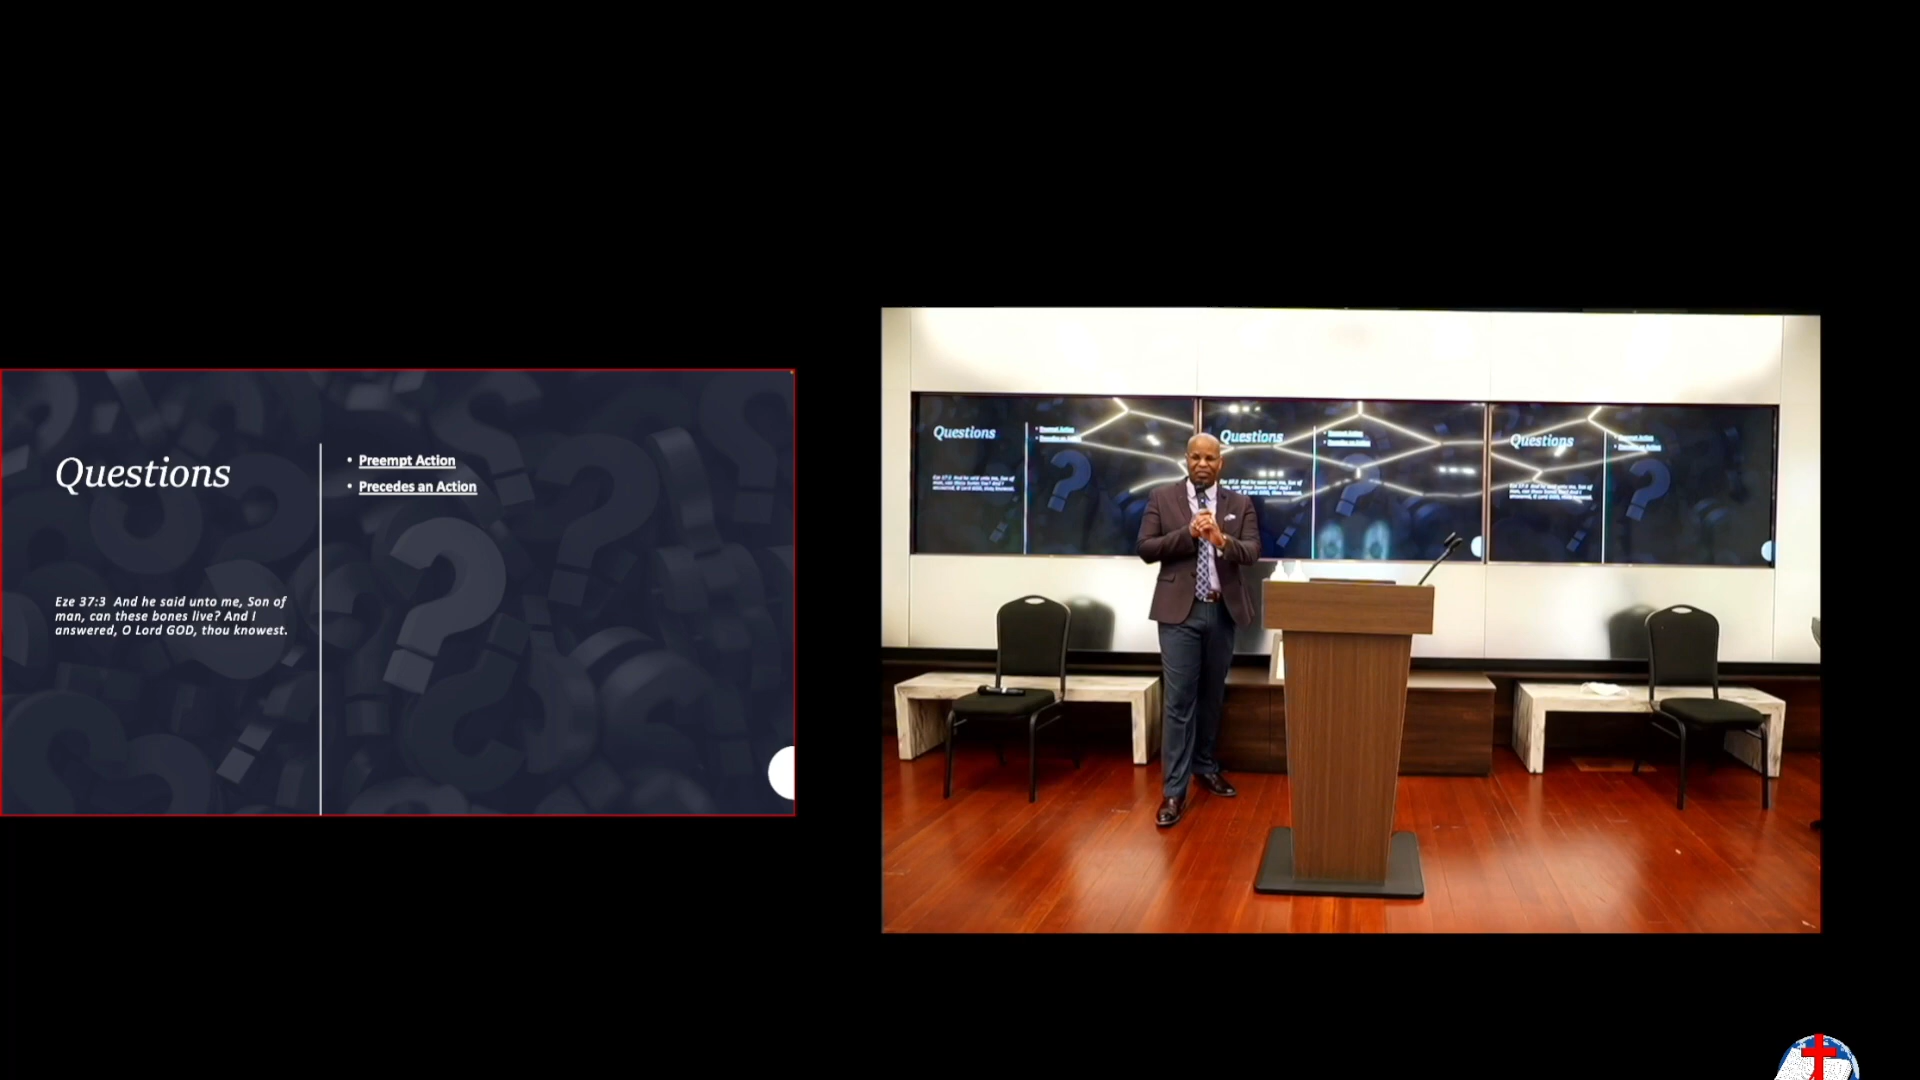 Questions
Eze 37:3 And he said unto me, Son of
man, can these bones live? And I
answered, O Lord GOD, thou knowest.
• Preempt Action
• Precedes an Action
Questions
Questions
Questions